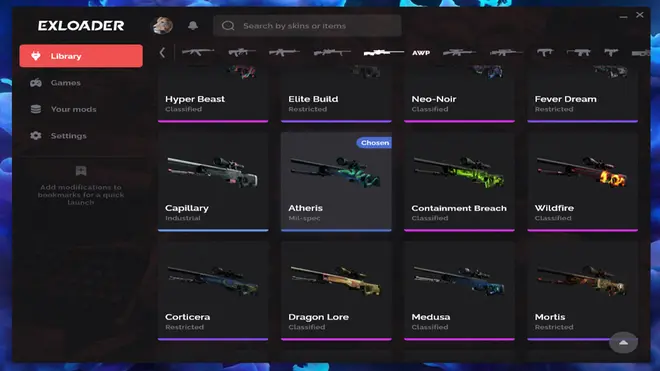 EXLOADER
Search by skins or items
Library
AWP
Games
Your mods
Settings
Add modifications to
bookmarks for a quick
launch
Hyper Beast
Classified
Elite Build
Restricted
Neo-Noir
Classified
Fever Dream
Restricted
Chosen
Capillary
Industrial
Atheris
Mil-spec
Containment Breach
Classified
Wildfire
Classified
Corticera
Restricted
Dragon Lore
Classified
Medusa
Classified
Mortis
Restricted